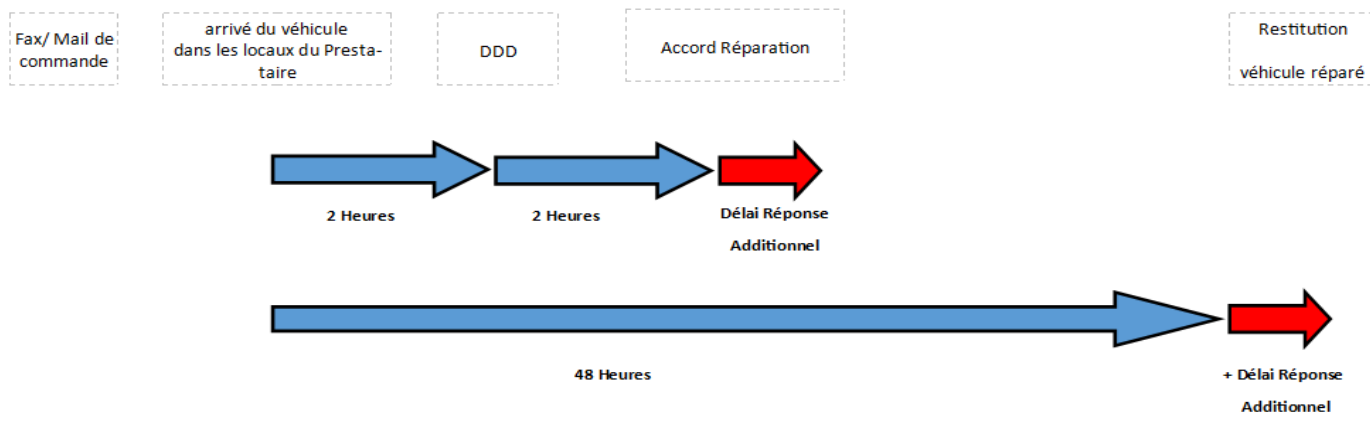 Fax/ Mail de
commande
arrivé du véhicule
dans les locaux du Presta-
taire
DDD
Accord Réparation
Restitution
véhicule réparé
2 Heures
2 Heures
Délai Réponse
Additionnel
48 Heures
+ Délai Réponse
Additionnel